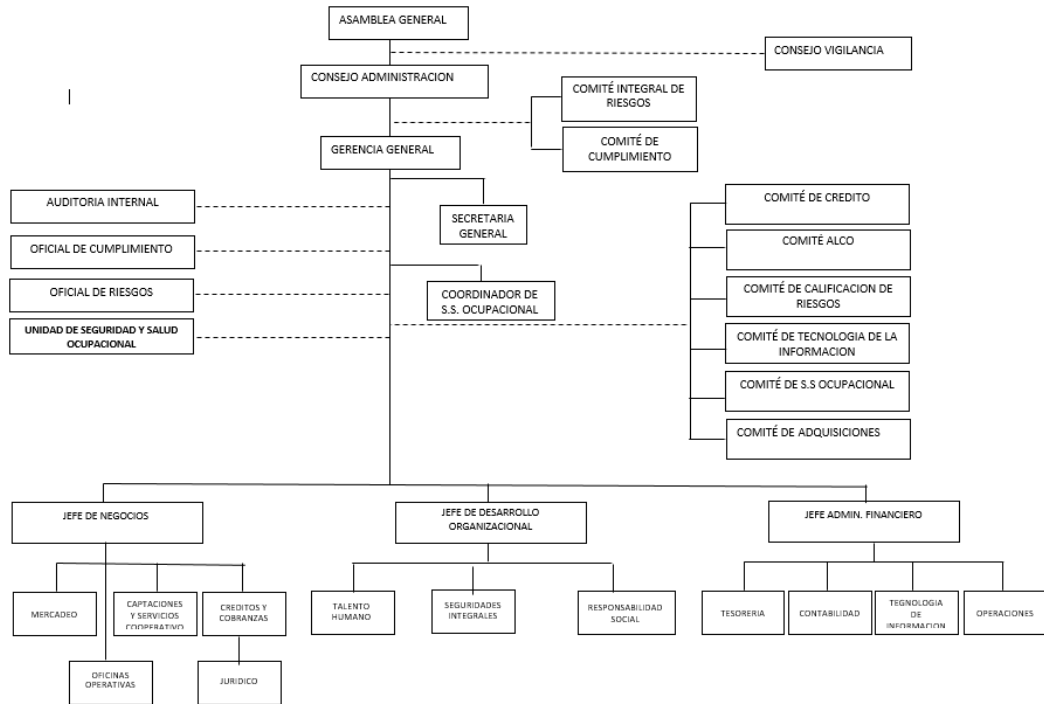 ASAMBLEA GENERAL
CONSEJO VIGILANCIA
CONSEJO ADMINISTRACION
COMITÉ INTEGRAL DE
RIESGOS
COMITÉ DE
CUMPLIMIENTO
GERENCIA GENERAL
AUDITORIA INTERNAL
SECRETARIA
GENERAL
COMITÉ DE CREDITO
OFICIAL DE CUMPLIMIENTO
COMITÉ ALCO
OFICIAL DE RIESGOS
COORDINADOR DE
S.S. OCUPACIONAL
COMITÉ DE CALIFICACION DE
RIESGOS
UNIDAD DE SEGURIDAD Y SALUD
OCUPACIONAL
COMITÉ DE TECNOLOGIA DE LA
INFORMACION
COMITÉ DE S.S OCUPACIONAL
COMITÉ DE ADQUISICIONES
JEFE DE NEGOCIOS
JEFE DE DESARROLLO
ORGANIZACIONAL
JEFE ADMIN. FINANCIERO
MERCADEO
CAPTACIONES
Y SERVICIOS
COOPERATIVO
CREDITOS Y
COBRANZAS
TALENTO
HUMANO
SEGURIDADES
INTEGRALES
RESPONSABILIDAD
SOCIAL
TESORERIA
CONTABILIDAD
TEGNOLOGIA
DE
INFORMACION
OPERACIONES
OFICINAS
OPERATIVAS
JURIDICO